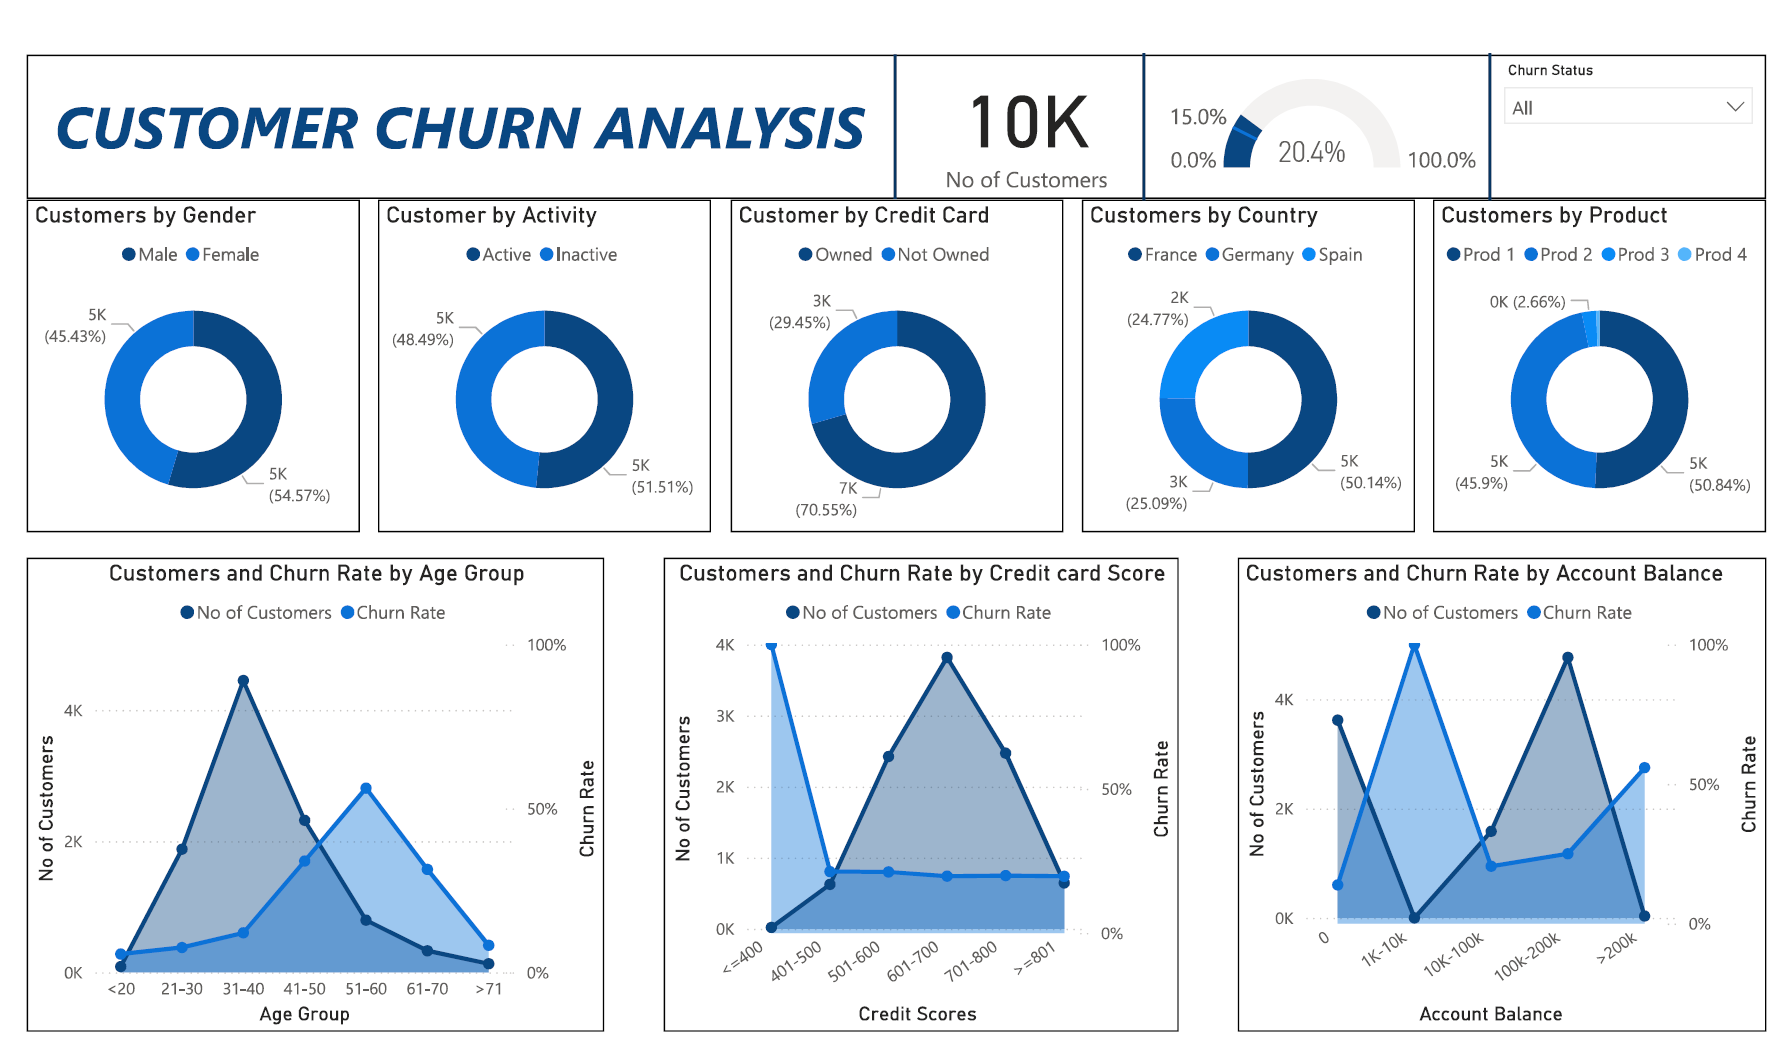 CUSTOMER CHURN ANALYSIS
10K
No of Customers
15.0%
0.0%
20.4%
100.0%
Churn Status
All
Customers by Gender
Male Female
5K
(45.43%)
5K
(54.57%)
Customer by Activity
Active Inactive
5K
(48.49%)
5K
(51.51%)
Customer by Credit Card
Owned Not Owned
3K
(29.45%)
7K
(70.55%)
Customers by Country
France Germany Spain
2K
(24.77%)
3K
(25.09%)
5K
(50.14%)
Customers by Product
Prod 1 Prod 2 Prod 3 Prod 4
0K (2.66%)
5K
(45.9%)
5K
(50.84%)
Customers and Churn Rate by Age Group
No of Customers Churn Rate
No of Customers
4K
2K
0K
100%
50%
0%
Churn Rate
<20 21-30 31-40 41-50 51-60 61-70 >71
Age Group
Customers and Churn Rate by Credit card Score
No of Customers Churn Rate
No of Customers
4K
3K
2K
1K
0K
100%
50%
0%
Churn Rate
<=400 401-500 501-600 601-700 701-800 >=801
Credit Scores
Customers and Churn Rate by Account Balance
No of Customers Churn Rate
No of Customers
4K
2K
0K
100%
50%
0%
Churn Rate
0 1K-10k 10K-100k 100k-200k >200k
Account Balance